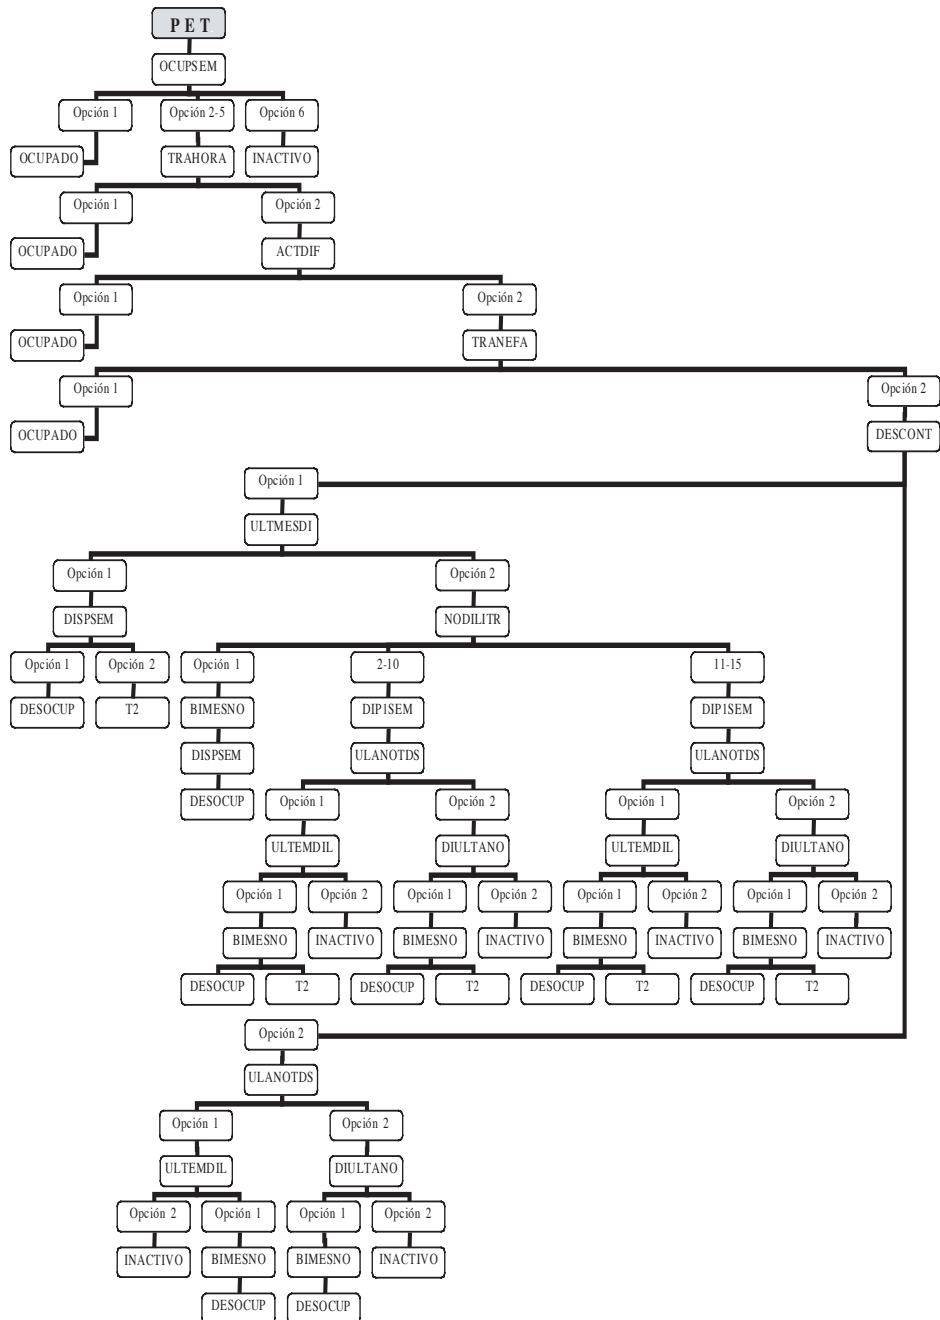 PET
OCUPSEM
Opción 1
Opción 2-5
Opción 6
OCUPADO
TRAHORA
INACTIVO
Opción 1
Opción 2
OCUPADO
ACTDIF
Opción 1
Opción 2
OCUPADO
TRANEFA
Opción 1
Opción 2
OCUPADO
DESCONT
Opción 1
ULTMESDI
Opción 1
Opción 2
DISPSEM
NODILITR
Opción 1
Opción 2
Opción 1
2-10
11-15
DESOCUP
T2
BIMESNO
DIP1SEM
DIP1SEM
DISPSEM
ULANOTDS
ULANOTDS
DESOCUP
Opción 1
Opción 2
Opción 1
Opción 2
ULTEMDIL
DIULTANO
ULTEMDIL
DIULTANO
Opción 1
Opción 2
Opción 1
Opción 2
Opción 1
Opción 2
Opción 1
Opción 2
BIMESNO
INACTIVO
BIMESNO
INACTIVO
BIMESNO
INACTIVO
BIMESNO
INACTIVO
DESOCUP
T2
DESOCUP
T2
DESOCUP
T2
DESOCUP
T2
Opción 2
ULANOTDS
Opción 1
Opción 2
ULTEMDIL
DIULTANO
Opción 2
Opción 1
Opción 1
Opción 2
INACTIVO
BIMESNO
BIMESNO
INACTIVO
DESOCUP
DESOCUP